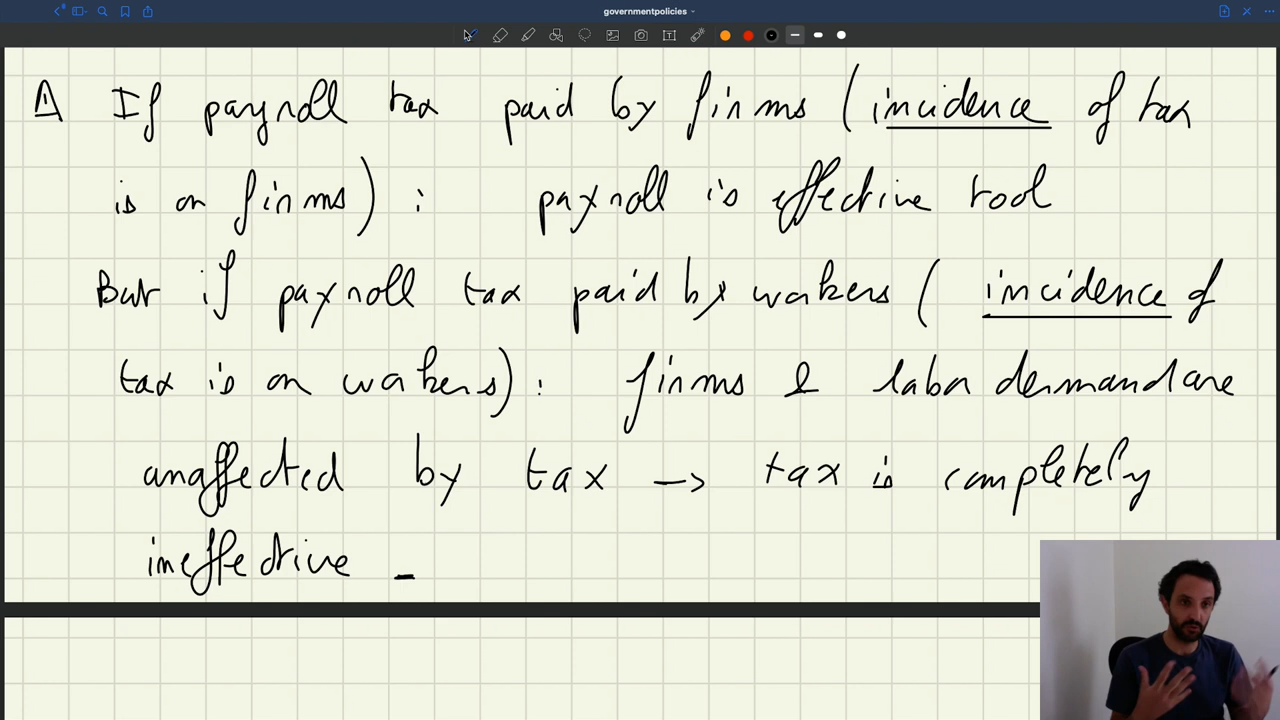 governmentpolicies
⚠ If payroll tax paid by firms (incidence of tax
is on firms) : payroll is effective tool
But if payroll tax paid by workers ( incidence of
tax is on workers) : firms & labor demand are
unaffected by tax → tax is completely
ineffective -